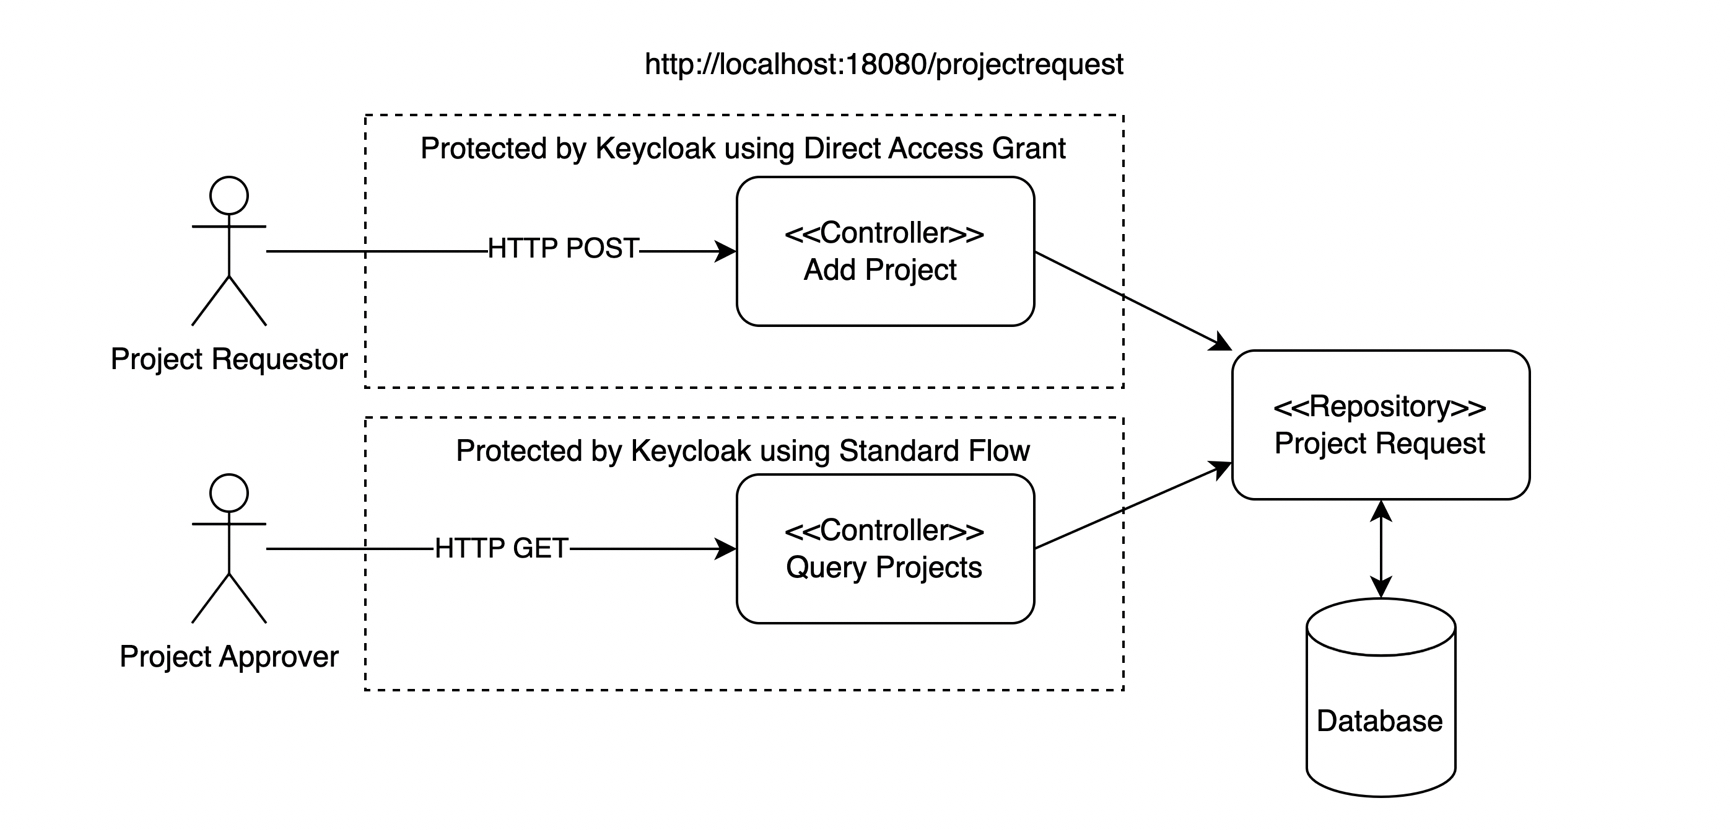 http://localhost:18080/projectrequest
Protected by Keycloak using Direct Access Grant
HTTP POST
<<Controller>>
Add Project
Project Requestor
<<Repository>>
Project Request
Protected by Keycloak using Standard Flow
HTTP GET
<<Controller>>
Query Projects
Project Approver
Database